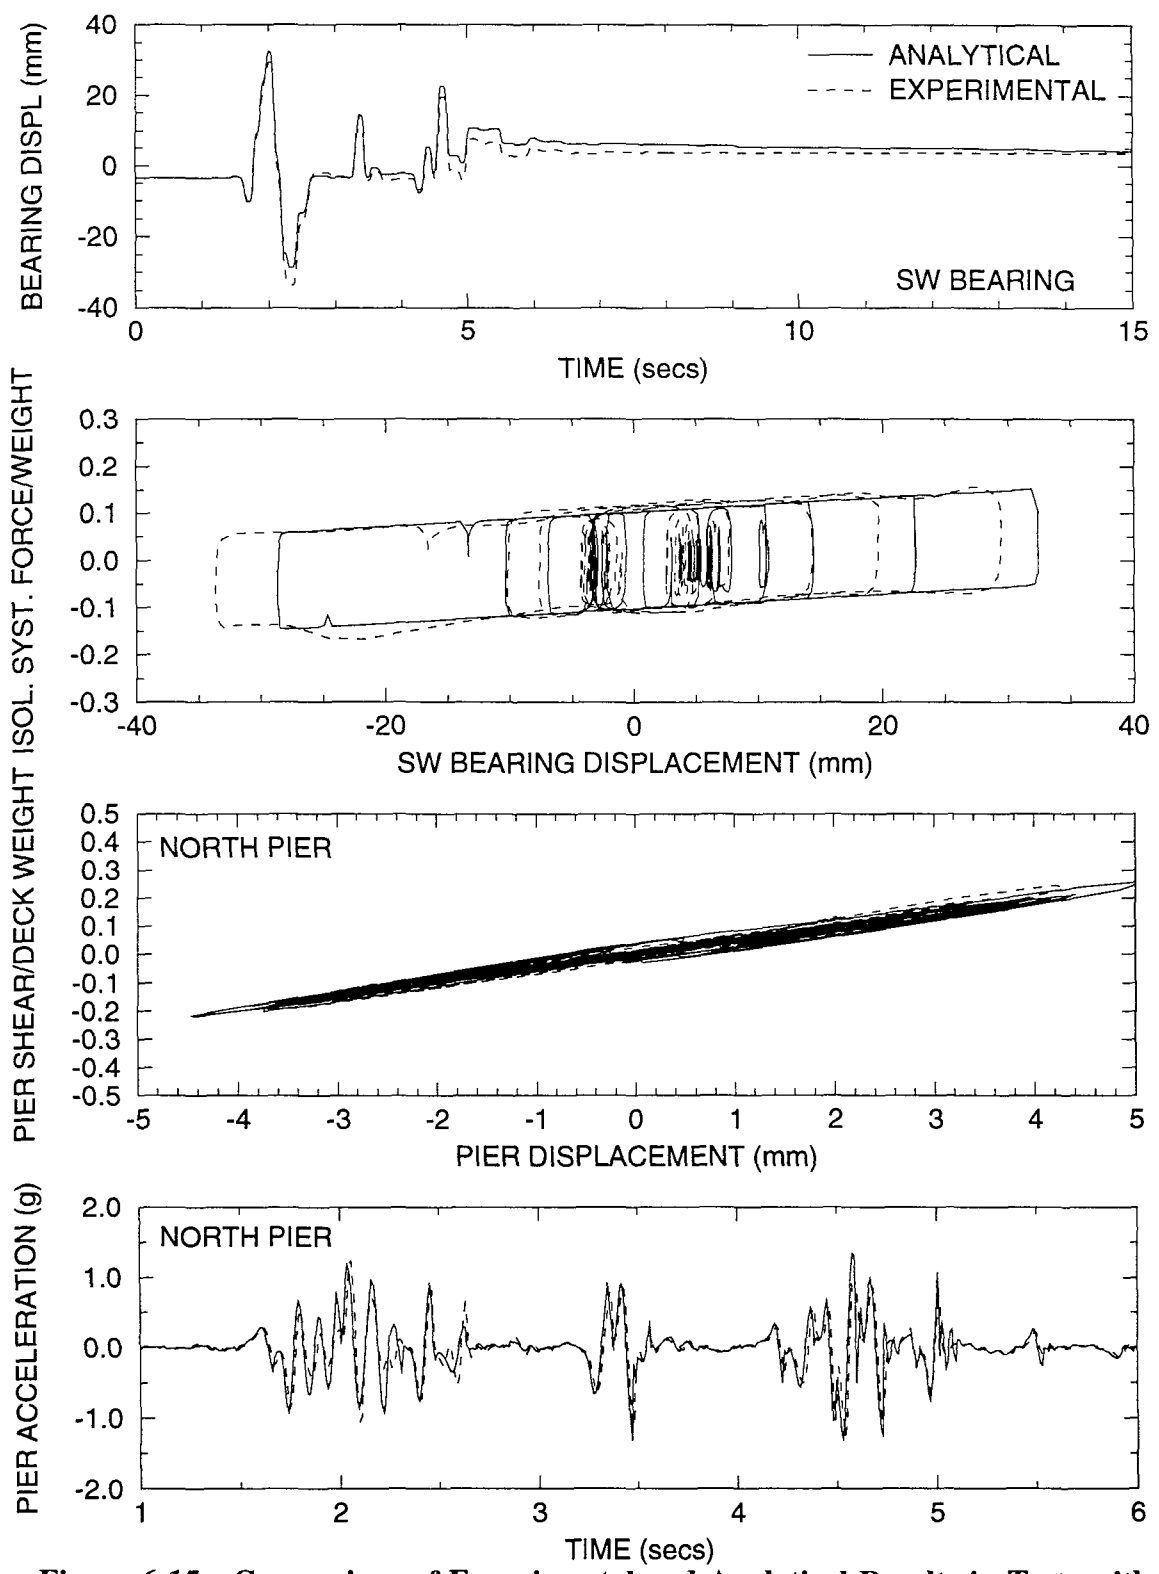 BEARING DISPL (mm)
40
20
0
-20
-40
ANALYTICAL
EXPERIMENTAL
SW BEARING
0 5 10 15
TIME (secs)
ISOL. SYST. FORCE/WEIGHT
0.3
0.2
0.1
0.0
-0.1
-0.2
-0.3
-40 -20 0 20 40
SW BEARING DISPLACEMENT (mm)
PIER SHEAR/DECK WEIGHT
0.5
0.4
0.3
0.2
0.1
0.0
-0.1
-0.2
-0.3
-0.4
-0.5
NORTH PIER
-5 -4 -3 -2 -1 0 1 2 3 4 5
PIER DISPLACEMENT (mm)
PIER ACCELERATION (g)
2.0
1.0
0.0
-1.0
-2.0
NORTH PIER
1 2 3 4 5 6
TIME (secs)
Figure 6-15 Comparison of Experimental and Analytical Results in Tests with